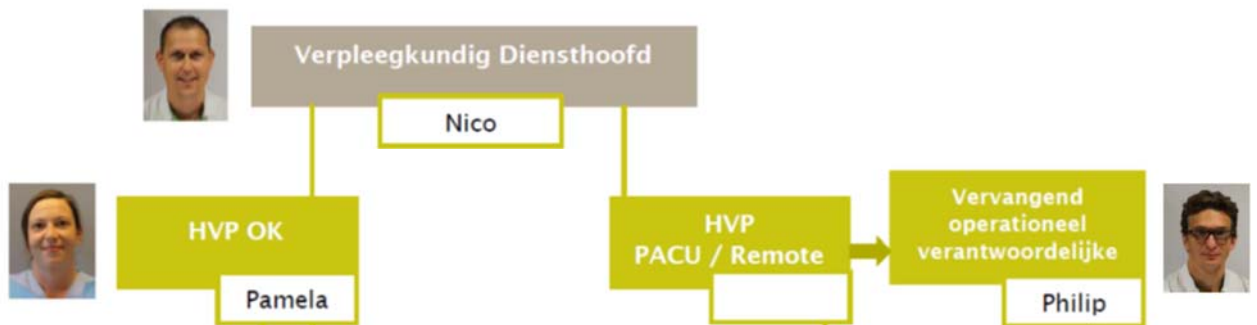 Verpleegkundig Diensthoofd
Nico
HVP OK
Pamela
HVP
PACU / Remote
Vervangend
operationeel
verantwoordelijke
Philip